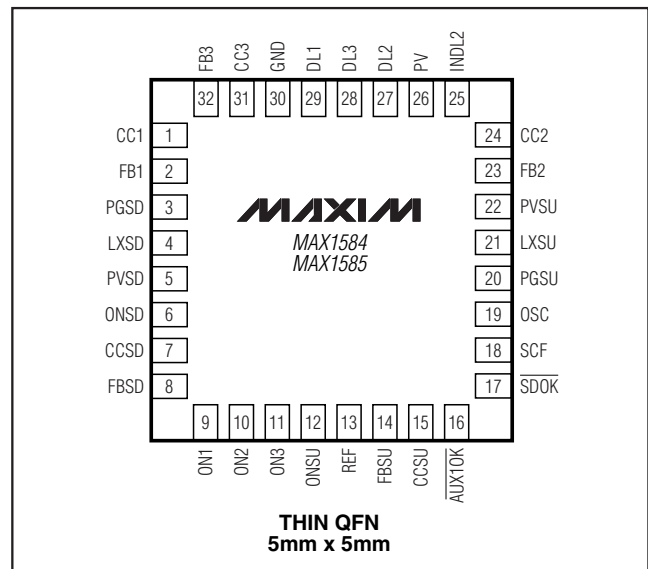 FB3 CC3 GND DL1 DL3 DL2 PV INDL2
32 31 30 29 28 27 26 25
CC1 1 24 CC2
FB1 2 23 FB2
PGSD 3 22 PVSU
MAXIM
LXSD 4 21 LXSU
MAX1584
MAX1585
PVSD 5 20 PGSU
ONSD 6 19 OSC
CCSD 7 18 SCF
FBSD 8 17 SDOK
9 10 11 12 13 14 15 16
ON1 ON2 ON3 ONSU REF FBSU CCSU AUX1OK
THIN QFN
5mm x 5mm